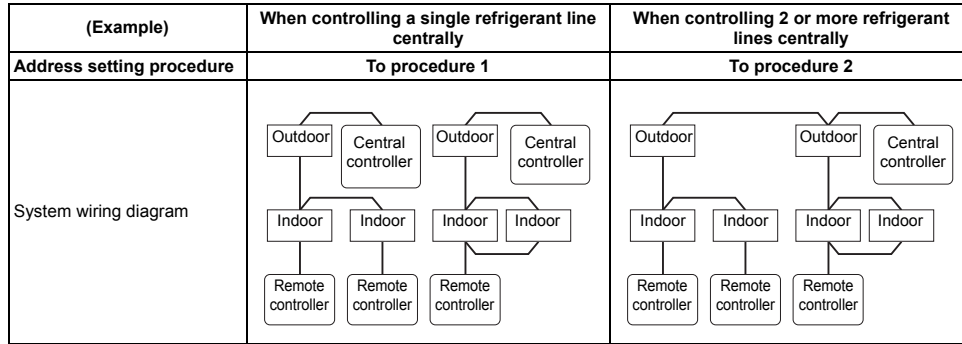 (Example)
When controlling a single refrigerant line
centrally
When controlling 2 or more refrigerant
lines centrally
Address setting procedure
To procedure 1
To procedure 2
System wiring diagram
Outdoor
Central
controller
Outdoor
Central
controller
Indoor
Indoor
Indoor
Indoor
Remote
controller
Remote
controller
Remote
controller
Outdoor
Outdoor
Central
controller
Indoor
Indoor
Indoor
Indoor
Remote
controller
Remote
controller
Remote
controller